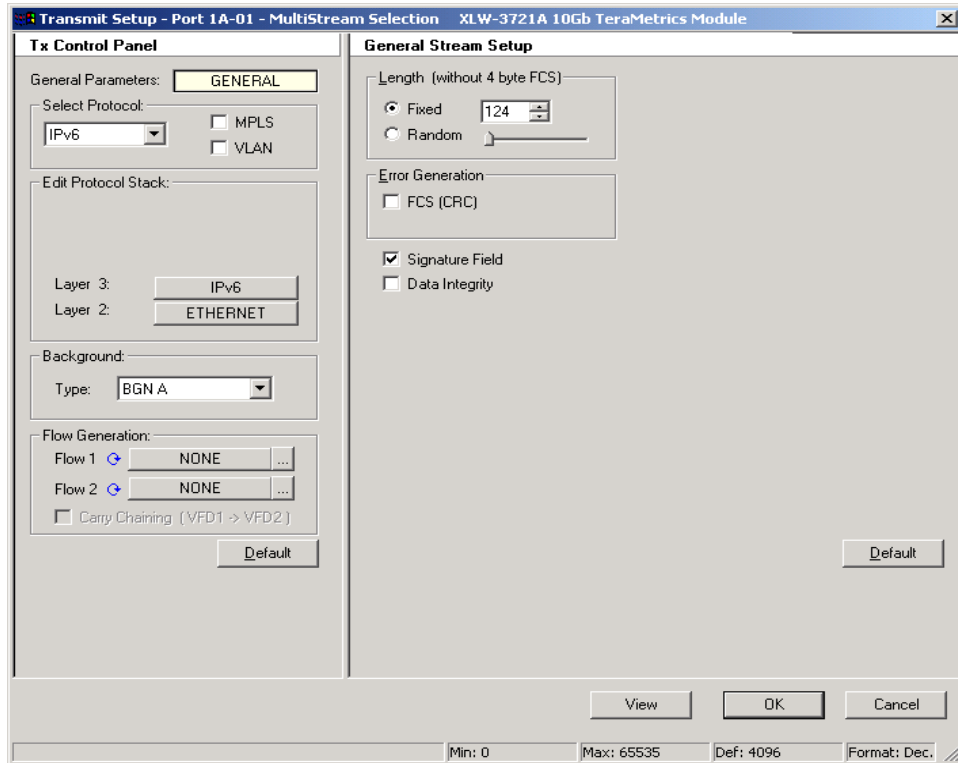 Transmit Setup - Port 1A-01 - MultiStream Selection XLW-3721A 10Gb TeraMetrics Module
Tx Control Panel
General Parameters: GENERAL
Select Protocol:
IPv6
MPLS
VLAN
Edit Protocol Stack:
Layer 3: IPv6
Layer 2: ETHERNET
Background:
Type: BGN A
Flow Generation:
Flow 1 NONE ...
Flow 2 NONE ...
Carry Chaining (VFD1 -> VFD2)
Default
General Stream Setup
Length (without 4 byte FCS)
Fixed 124
Random
Error Generation
FCS (CRC)
Signature Field
Data Integrity
Default
View OK Cancel
Min: 0 Max: 65535 Def: 4096 Format: Dec.